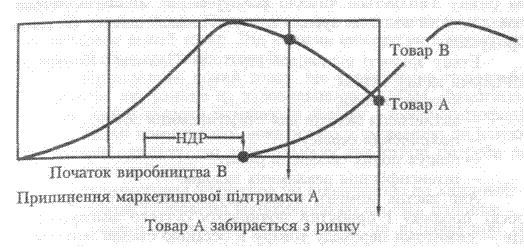 Товар В
Товар А
НДР
Початок виробництва В
Припинення маркетингової підтримки А
Товар А забирається з ринку